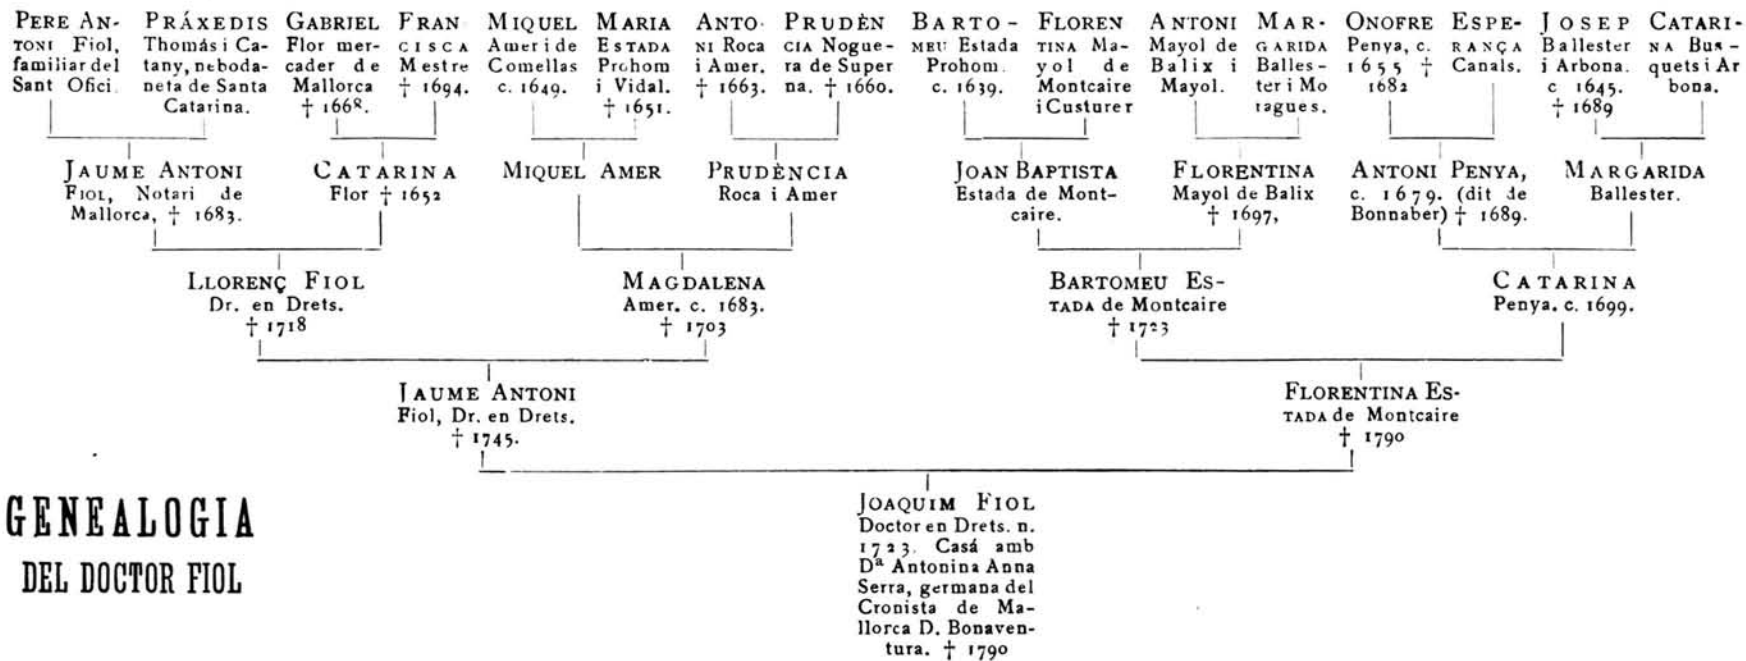 PERE AN-
TONI Fiol,
familiar del
Sant Ofici.
PRÁXEDIS
Thomás i Ca-
tany, neboda-
neta de Santa
Catarina.
GABRIEL
Flor mer-
cader de
Mallorca
† 1668.
FRAN
CISCA
Mestre
† 1694.
MIQUEL
Amer i de
Comellas
c. 1649.
MARIA
ESTADA
Prohom
i Vidal.
† 1651.
ANTO-
NI Roca
i Amer.
† 1663.
PRUDÈN
CIA Nogue-
ra de Super
na. † 1660.
BARTO-
MEU Estada
Prohom.
c. 1639.
FLOREN
TINA Ma-
yol de
Montcaire
i Custurer
ANTONI
Mayol de
Balix i
Mayol.
MAR-
GARIDA
Balles-
ter i Mo
ragues.
ONOFRE
Penya, c.
1655 †
1682
ESPE-
RANÇA
Canals.
JOSEP
Ballester
i Arbona.
c 1645.
† 1689
CATARI-
NA Bus-
quets i Ar
bona.
JAUME ANTONI
FIOL, Notari de
Mallorca, † 1683.
CATARINA
Flor † 1652
MIQUEL AMER
PRUDÈNCIA
Roca i Amer
JOAN BAPTISTA
Estada de Mont-
caire.
FLORENTINA
Mayol de Balix
† 1697,
ANTONI PENYA,
c. 1679. (dit de
Bonnaber) † 1689.
MARGARIDA
Ballester.
LLORENÇ FIOL
Dr. en Drets.
† 1718
MAGDALENA
Amer. c. 1683.
† 1703
BARTOMEU ES-
TADA de Montcaire
† 1723
CATARINA
Penya. c. 1699.
JAUME ANTONI
Fiol, Dr. en Drets.
† 1745.
FLORENTINA ES-
TADA de Montcaire
† 1790
JOAQUIM FIOL
Doctor en Drets. n.
1723. Casá amb
Dª Antonina Anna
Serra, germana del
Cronista de Ma-
llorca D. Bonaven-
tura. † 1790
GENEALOGIA
DEL DOCTOR FIOL